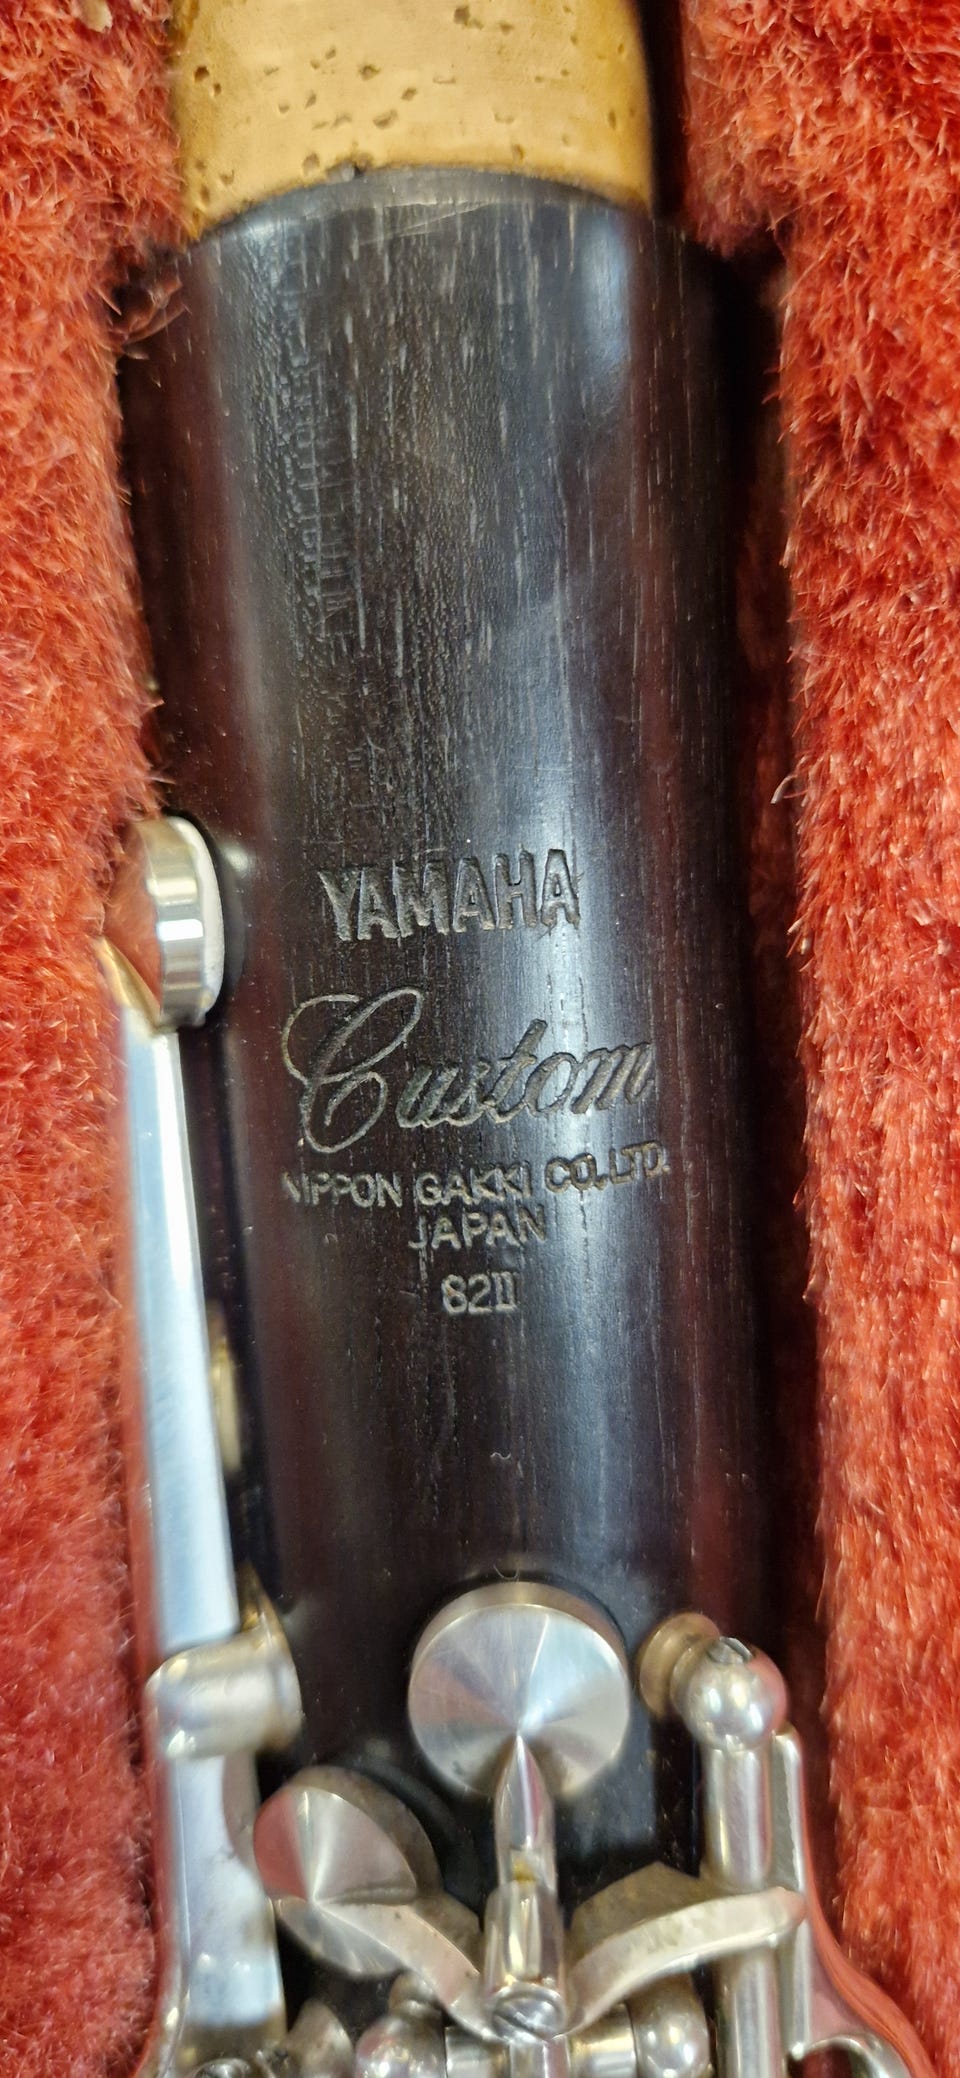 YAMAHA
Custom
NIPPON GAKKI CO.,LTD.
JAPAN
82II